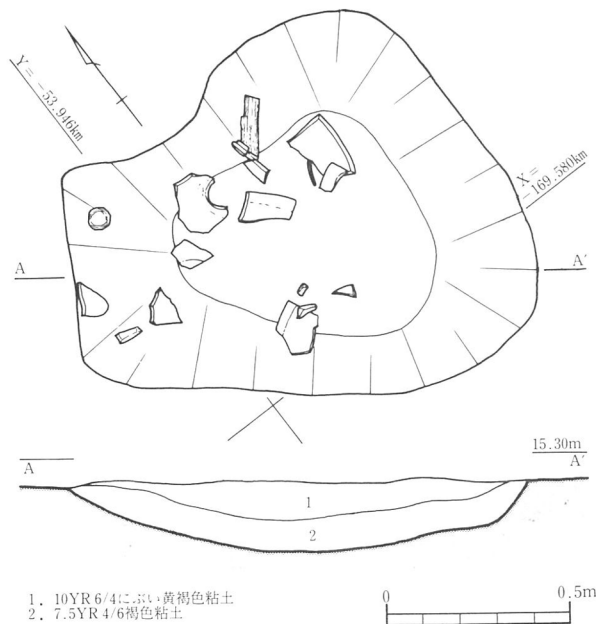 Y=-53.946km
X=
-169.580km
A
A′
15.30m
A
A′
1
2
1. 10YR 6/4にぶい黄褐色粘土
2. 7.5YR 4/6褐色粘土
0
0.5m